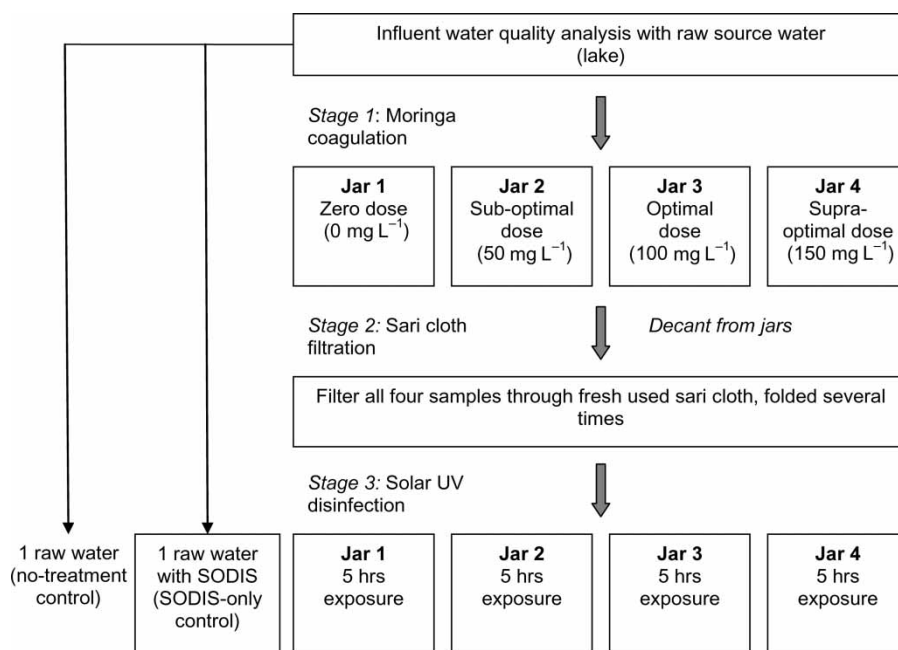 Influent water quality analysis with raw source water
(lake)
Stage 1: Moringa
coagulation
Jar 1
Zero dose
(0 mg L⁻¹)
Jar 2
Sub-optimal
dose
(50 mg L⁻¹)
Jar 3
Optimal
dose
(100 mg L⁻¹)
Jar 4
Supra-
optimal dose
(150 mg L⁻¹)
Stage 2: Sari cloth
filtration
Decant from jars
Filter all four samples through fresh used sari cloth, folded several
times
Stage 3: Solar UV
disinfection
1 raw water
(no-treatment
control)
1 raw water
with SODIS
(SODIS-only
control)
Jar 1
5 hrs
exposure
Jar 2
5 hrs
exposure
Jar 3
5 hrs
exposure
Jar 4
5 hrs
exposure